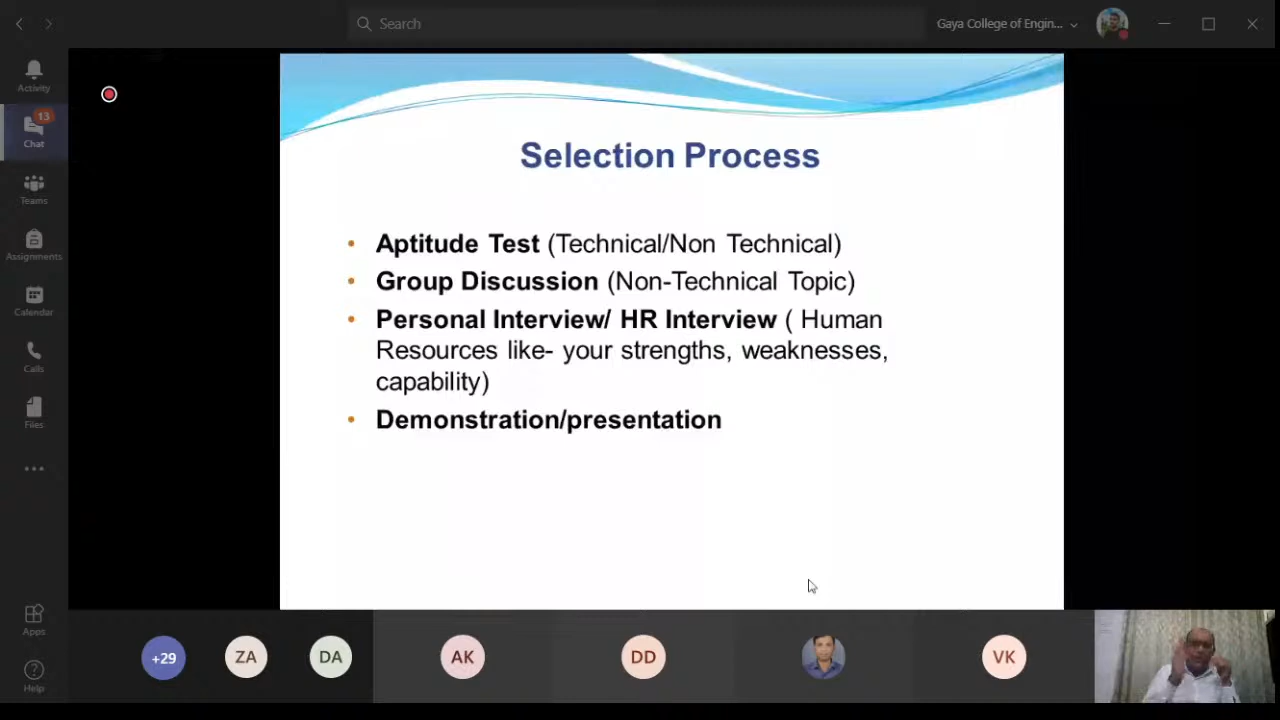 Search
Gaya College of Engin...
Activity
13
Chat
Teams
Assignments
Calendar
Calls
Files
Apps
Help
Selection Process
• Aptitude Test (Technical/Non Technical)
• Group Discussion (Non-Technical Topic)
• Personal Interview/ HR Interview ( Human
Resources like- your strengths, weaknesses,
capability)
• Demonstration/presentation
+29
ZA
DA
AK
DD
VK